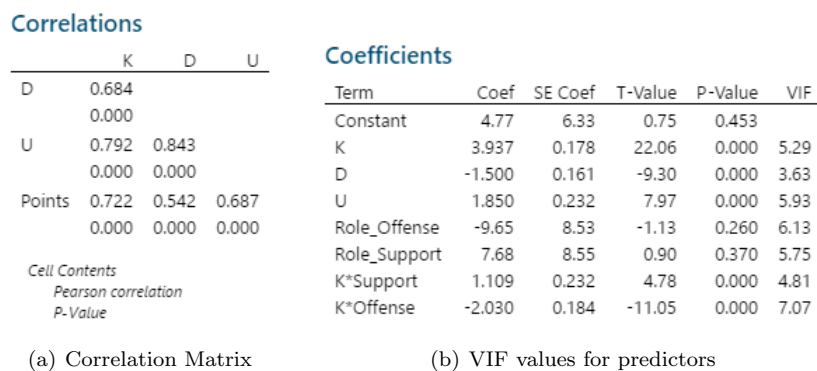 Correlations
K D U
D 0.684
0.000
U 0.792 0.843
0.000 0.000
Points 0.722 0.542 0.687
0.000 0.000 0.000
Cell Contents
Pearson correlation
P-Value
(a) Correlation Matrix
Coefficients
Term Coef SE Coef T-Value P-Value VIF
Constant 4.77 6.33 0.75 0.453
K 3.937 0.178 22.06 0.000 5.29
D -1.500 0.161 -9.30 0.000 3.63
U 1.850 0.232 7.97 0.000 5.93
Role_Offense -9.65 8.53 -1.13 0.260 6.13
Role_Support 7.68 8.55 0.90 0.370 5.75
K*Support 1.109 0.232 4.78 0.000 4.81
K*Offense -2.030 0.184 -11.05 0.000 7.07
(b) VIF values for predictors